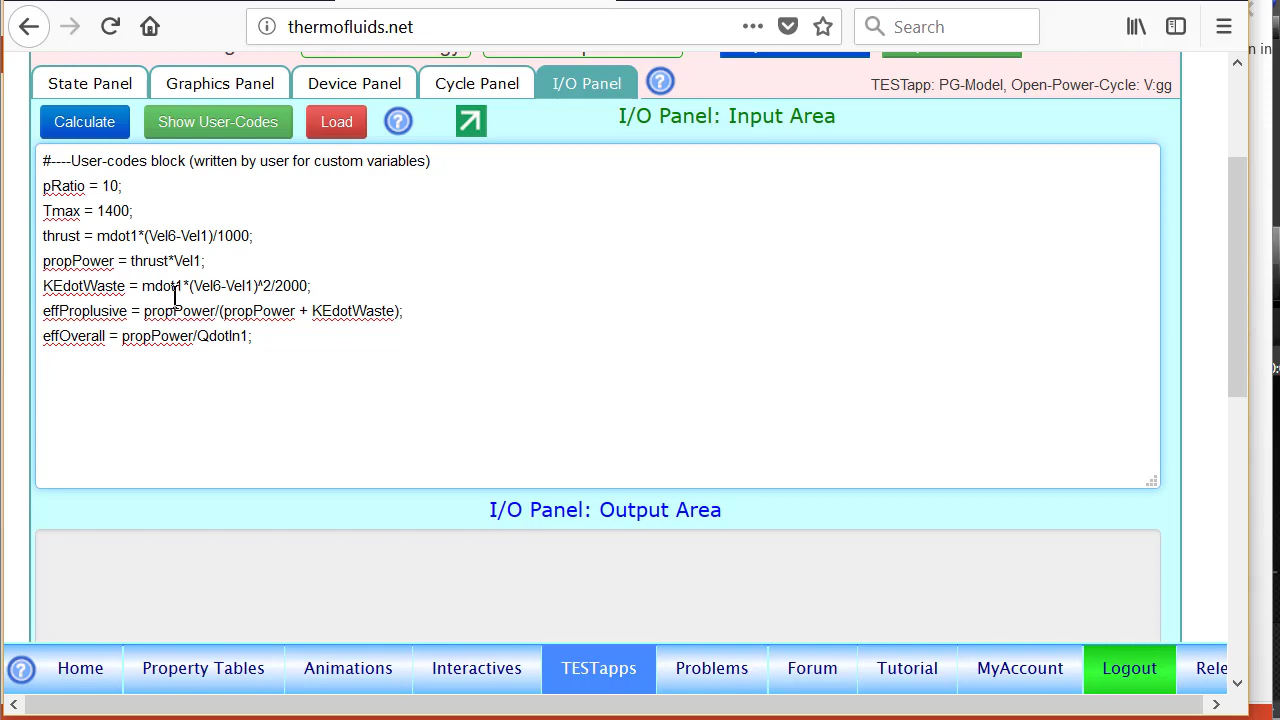 thermofluids.net
Search
n in
State Panel
Graphics Panel
Device Panel
Cycle Panel
I/O Panel
TESTapp: PG-Model, Open-Power-Cycle: V:gg
Calculate
Show User-Codes
Load
I/O Panel: Input Area
#----User-codes block (written by user for custom variables)
pRatio = 10;
Tmax = 1400;
thrust = mdot1*(Vel6-Vel1)/1000;
propPower = thrust*Vel1;
KEdotWaste = mdot1*(Vel6-Vel1)^2/2000;
effProplusive = propPower/(propPower + KEdotWaste);
effOverall = propPower/QdotIn1;
I/O Panel: Output Area
Home
Property Tables
Animations
Interactives
TESTapps
Problems
Forum
Tutorial
MyAccount
Logout
Rele